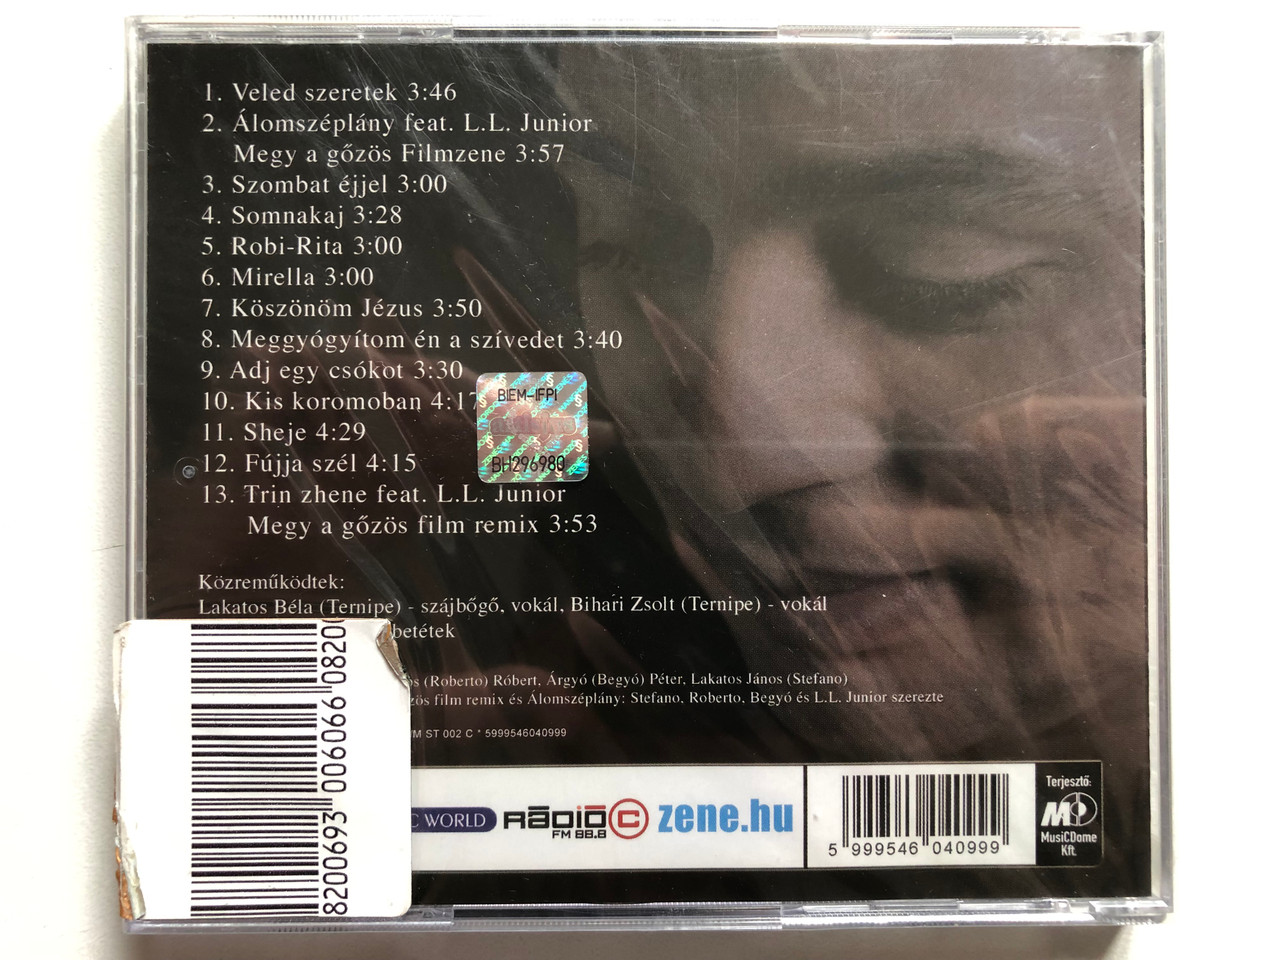 1. Veled szeretek 3:46
2. Álomszéplány feat. L.L. Junior
Megy a gőzös Filmzene 3:57
3. Szombat éjjel 3:00
4. Somnakaj 3:28
5. Robi-Rita 3:00
6. Mirella 3:00
7. Köszönöm Jézus 3:50
8. Meggyógyítom én a szívedet 3:40
9. Adj egy csókot 3:30
10. Kis koromoban 4:17
11. Sheje 4:29
12. Fújja szél 4:15
13. Trin zhene feat. L.L. Junior
Megy a gőzös film remix 3:53
BIEM-IFPI
BH296980
Közreműködtek:
Lakatos Béla (Ternipe) - szájbőgő, vokál, Bihari Zsolt (Ternipe) - vokál
betétek
(Roberto) Róbert, Árgyó (Begyó) Péter, Lakatos János (Stefano)
film remix és Álomszéplány: Stefano, Roberto, Begyó és L.L. Junior szerezte
ST 002 C * 5999546040999
8200693 006066 0820
C WORLD
RÁDIÓ C
FM 88.8
zene.hu
5 999546 040999
Terjesztő:
MusiCDome
Kft.